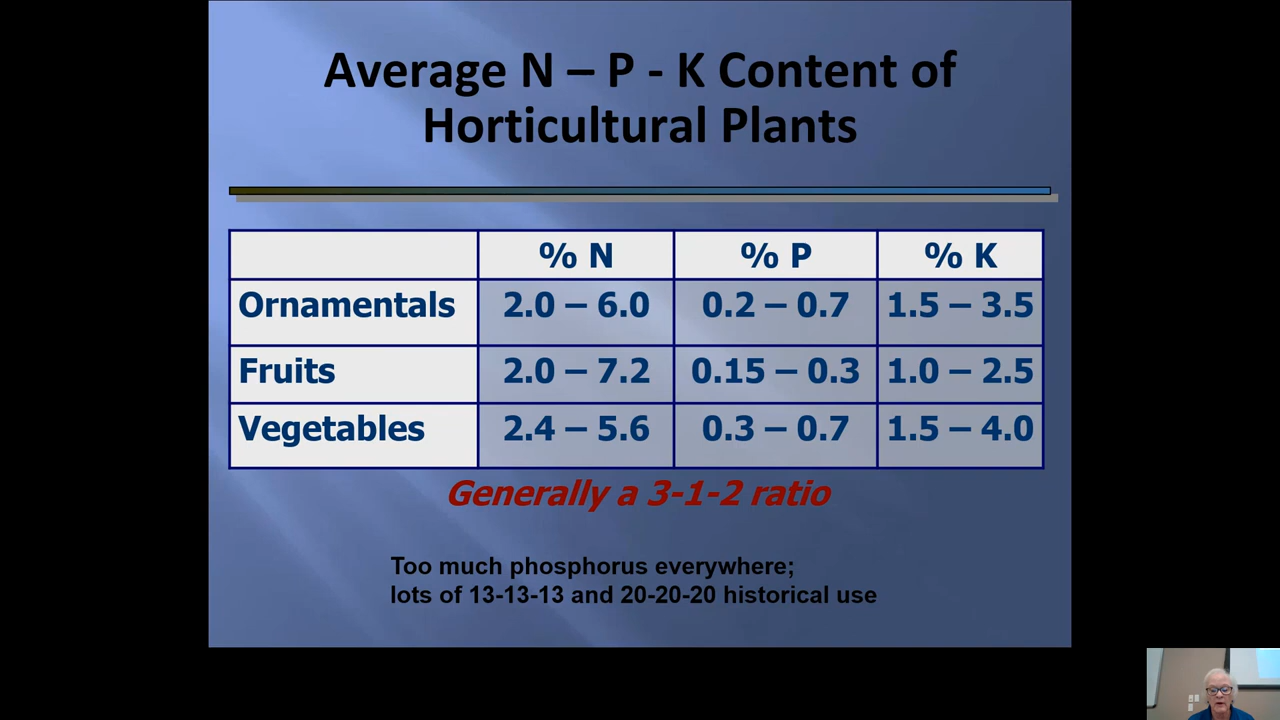 Average N – P - K Content of
Horticultural Plants
% N % P % K
Ornamentals 2.0 – 6.0 0.2 – 0.7 1.5 – 3.5
Fruits 2.0 – 7.2 0.15 – 0.3 1.0 – 2.5
Vegetables 2.4 – 5.6 0.3 – 0.7 1.5 – 4.0
Generally a 3-1-2 ratio
Too much phosphorus everywhere;
lots of 13-13-13 and 20-20-20 historical use